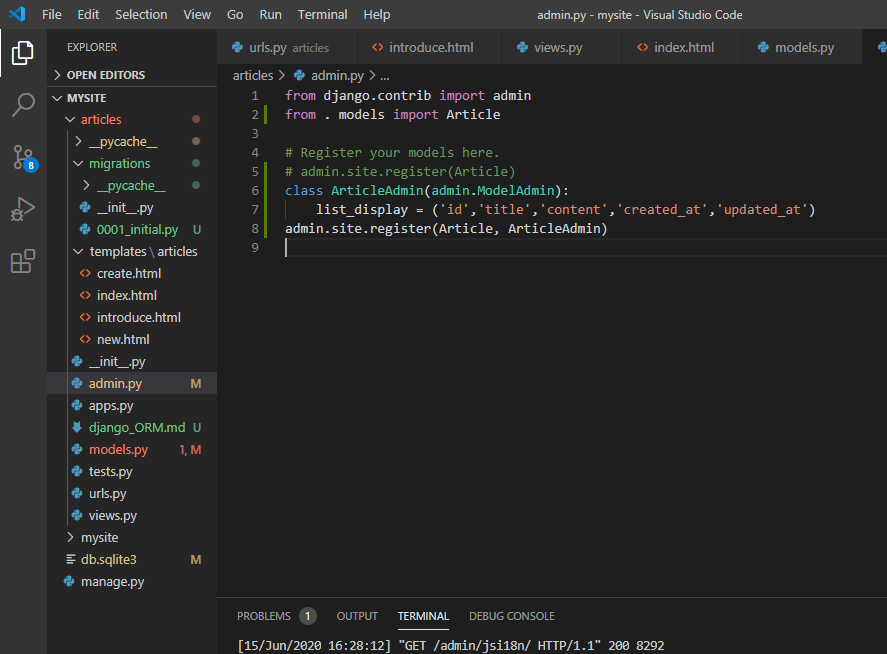 File Edit Selection View Go Run Terminal Help admin.py - mysite - Visual Studio Code
EXPLORER
OPEN EDITORS
MYSITE
articles
__pycache__
migrations
__pycache__
__init__.py
0001_initial.py U
templates \ articles
create.html
index.html
introduce.html
new.html
__init__.py
admin.py M
apps.py
django_ORM.md U
models.py 1, M
tests.py
urls.py
views.py
mysite
db.sqlite3 M
manage.py
8
urls.py articles introduce.html views.py index.html models.py
articles > admin.py > ...
1 from django.contrib import admin
2 from . models import Article
3
4 # Register your models here.
5 # admin.site.register(Article)
6 class ArticleAdmin(admin.ModelAdmin):
7 list_display = ('id','title','content','created_at','updated_at')
8 admin.site.register(Article, ArticleAdmin)
9
PROBLEMS 1 OUTPUT TERMINAL DEBUG CONSOLE
[15/Jun/2020 16:28:12] "GET /admin/jsi18n/ HTTP/1.1" 200 8292